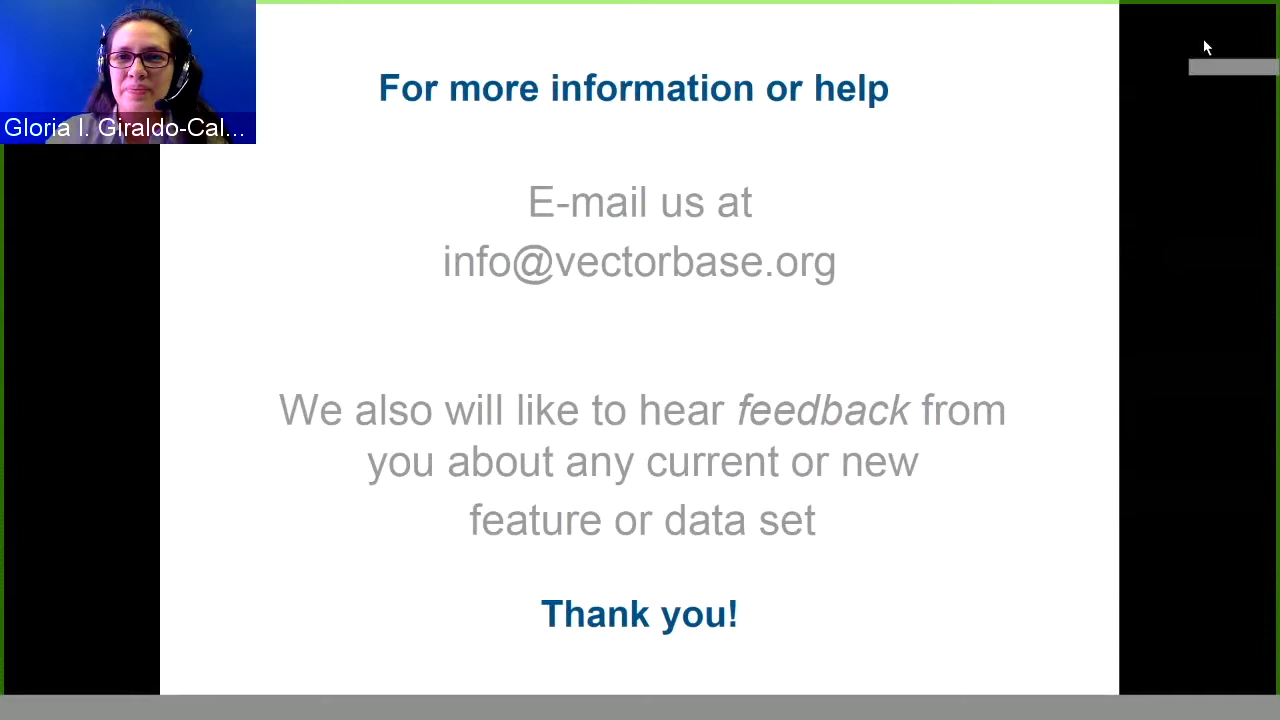 Gloria I. Giraldo-Cal...
For more information or help
E-mail us at
info@vectorbase.org
We also will like to hear feedback from
you about any current or new
feature or data set
Thank you!